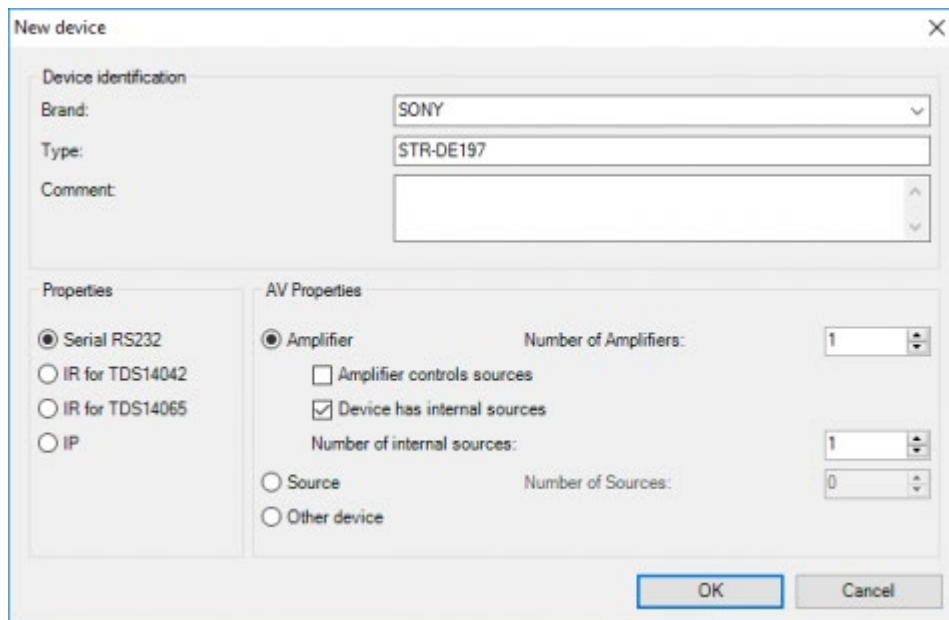 New device
Device identification
Brand: SONY
Type: STR-DE197
Comment:
Properties
Serial RS232
IR for TDS14042
IR for TDS14065
IP
AV Properties
Amplifier Number of Amplifiers: 1
Amplifier controls sources
Device has internal sources
Number of internal sources: 1
Source Number of Sources: 0
Other device
OK Cancel